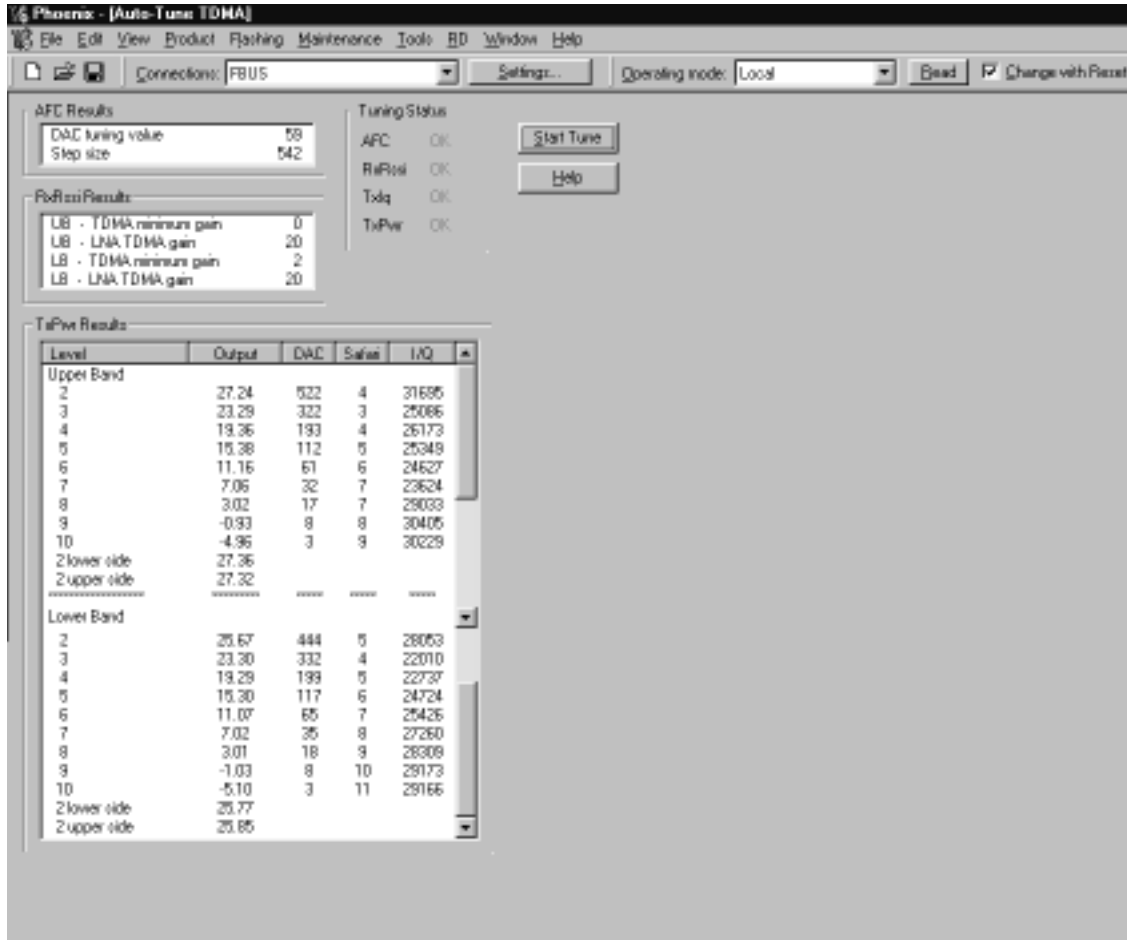 Phoenix - [Auto-Tune TDMA]
File Edit View Product Flashing Maintenance Tools RD Window Help
Connections: FBUS Settings... Operating mode: Local Read Change with Reset
AFC Results
DAC tuning value 59
Step size 542
RxRssi Results
UB - TDMA minimum gain 0
UB - LNA TDMA gain 20
LB - TDMA minimum gain 2
LB - LNA TDMA gain 20
Tuning Status
AFC OK
RxRssi OK
TxIq OK
TxPwr OK
Start Tune
Help
TxPwr Results
Level Output DAC Safari I/Q
Upper Band
2 27.24 522 4 31695
3 23.29 322 3 25086
4 19.36 193 4 26173
5 15.38 112 5 25349
6 11.16 61 6 24627
7 7.06 32 7 23624
8 3.02 17 7 29033
9 -0.93 8 8 30405
10 -4.96 3 9 30229
2 lower side 27.36
2 upper side 27.32
Lower Band
2 25.67 444 5 28053
3 23.30 332 4 22010
4 19.29 199 5 22737
5 15.30 117 6 24724
6 11.07 65 7 25426
7 7.02 35 8 27260
8 3.01 18 9 28309
9 -1.03 8 10 29173
10 -5.10 3 11 29166
2 lower side 25.77
2 upper side 25.85